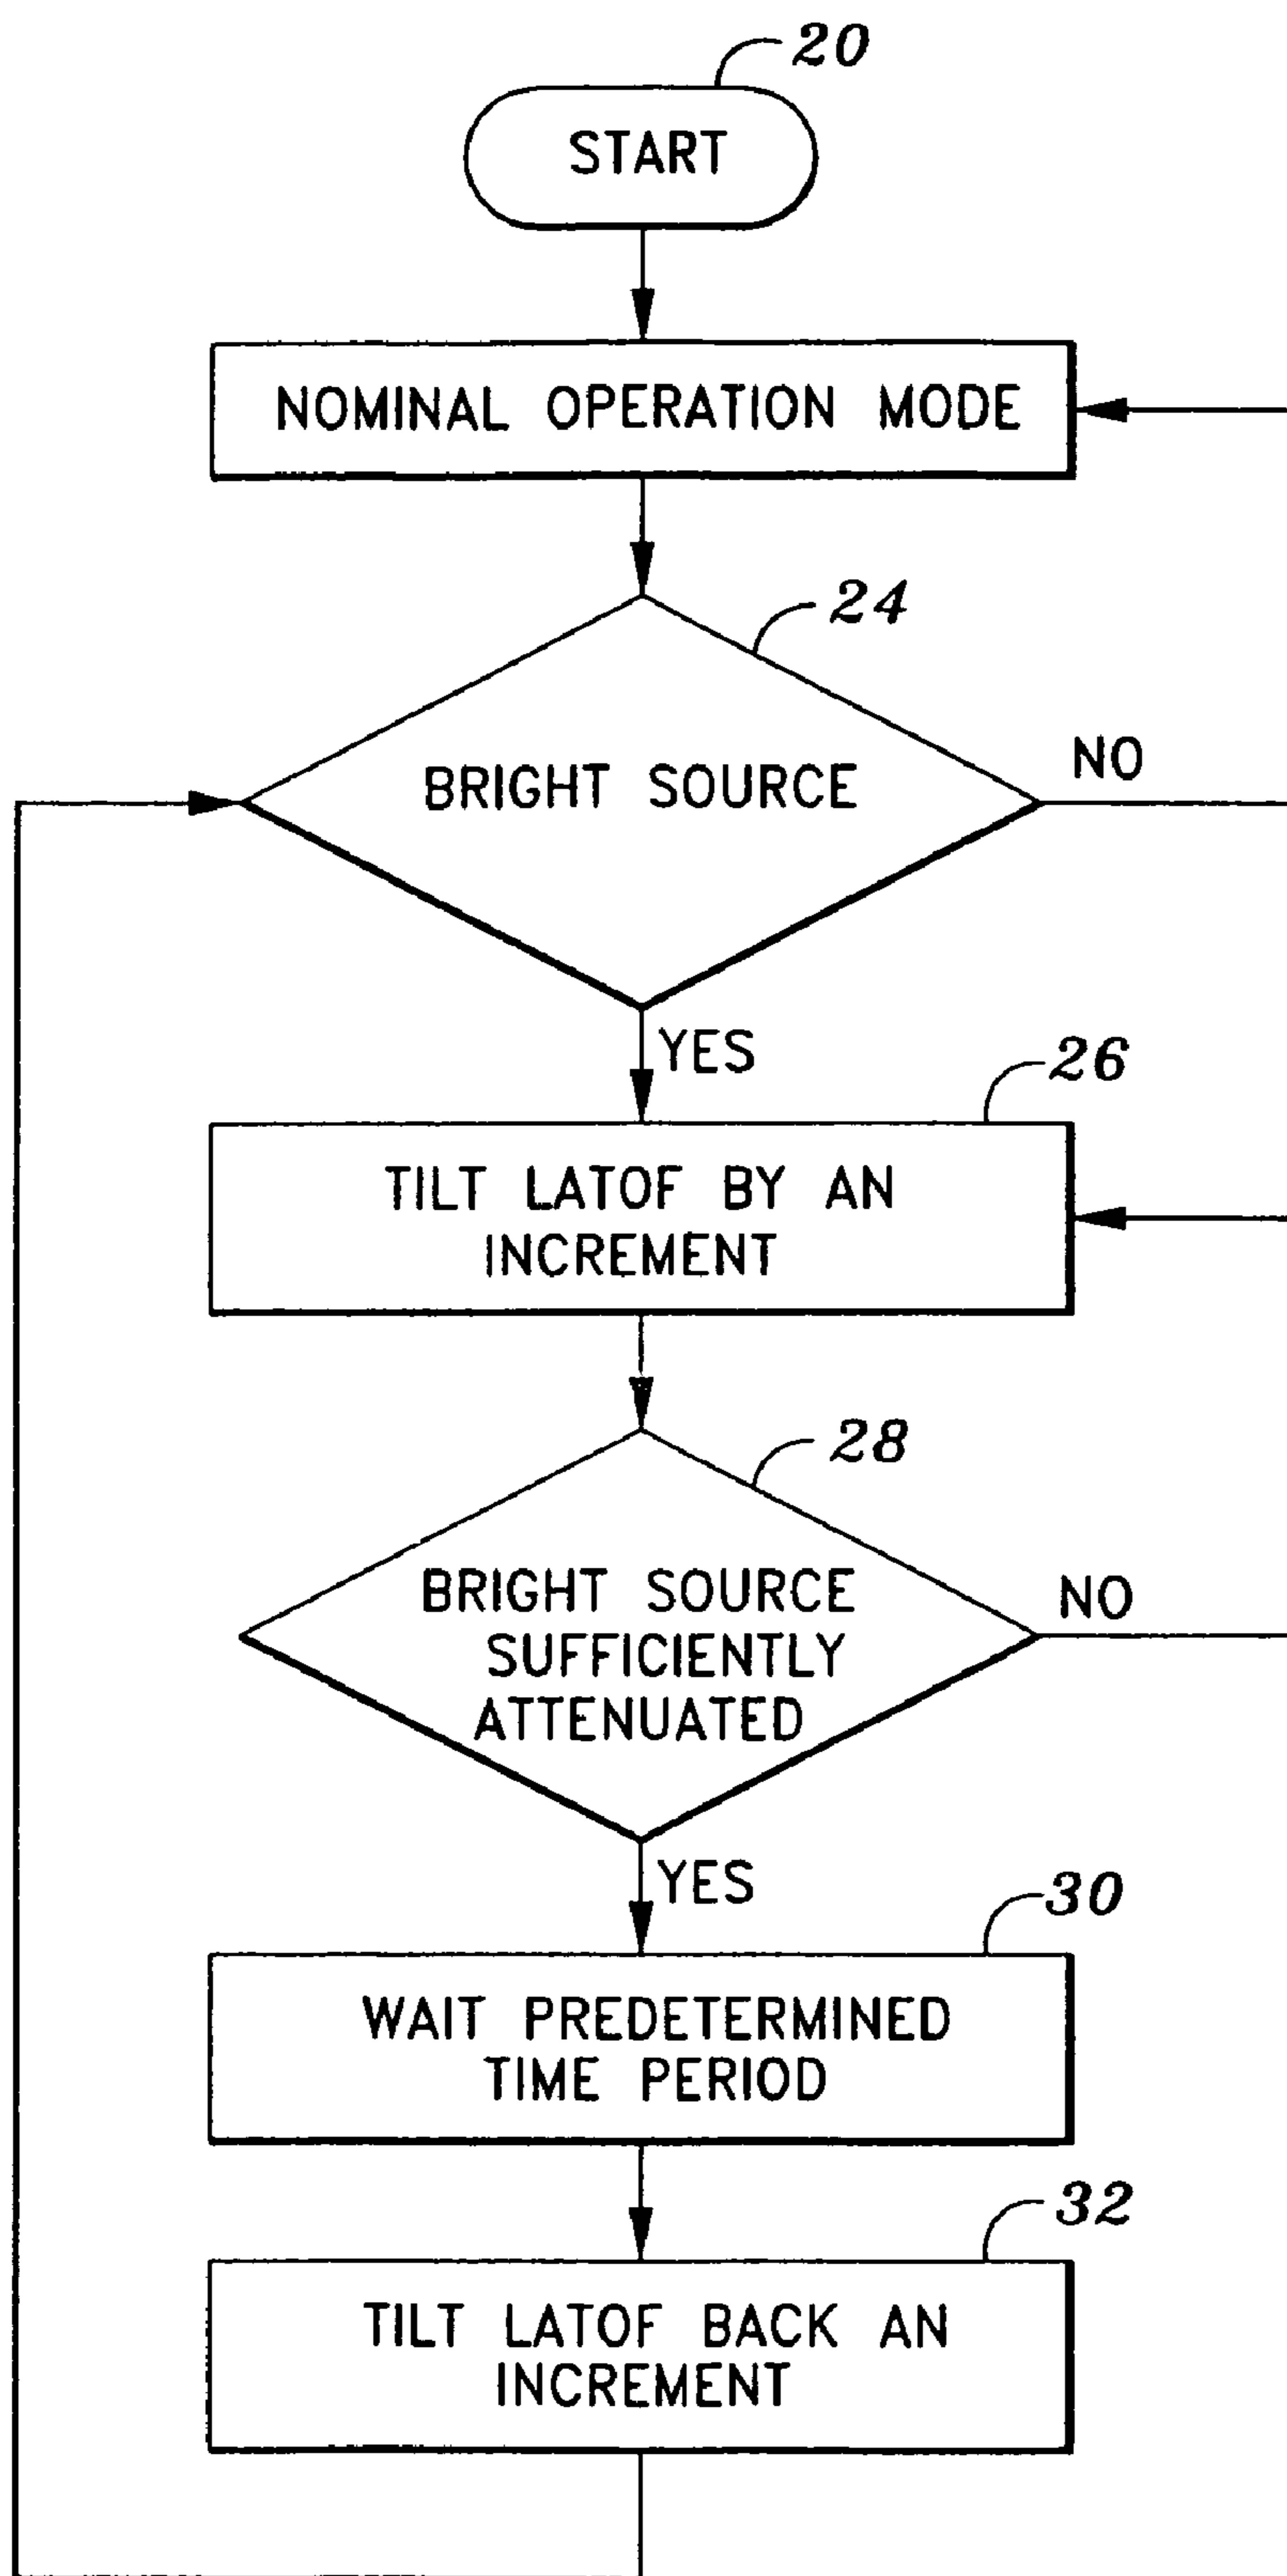 20
START
NOMINAL OPERATION MODE
24
BRIGHT SOURCE
NO
YES
26
TILT LATOF BY AN
INCREMENT
28
BRIGHT SOURCE
SUFFICIENTLY
ATTENUATED
NO
YES
30
WAIT PREDETERMINED
TIME PERIOD
32
TILT LATOF BACK AN
INCREMENT